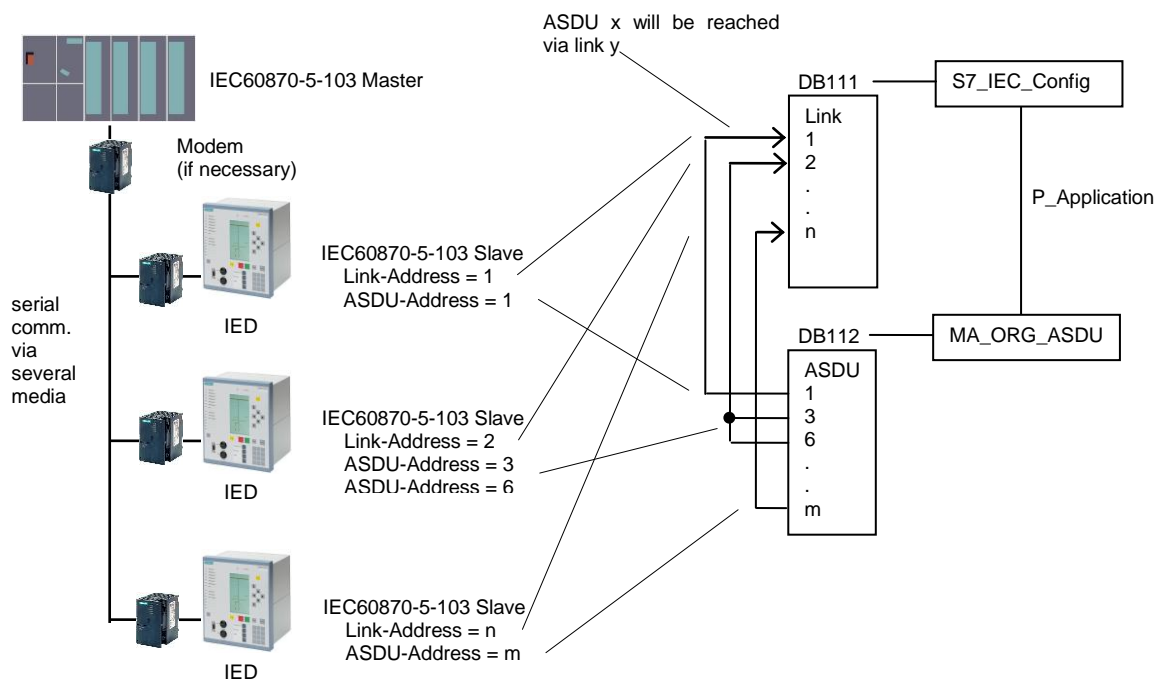 ASDU x will be reached
via link y
IEC60870-5-103 Master
DB111
S7_IEC_Config
Link
1
2
.
.
n
Modem
(if necessary)
P_Application
IEC60870-5-103 Slave
Link-Address = 1
ASDU-Address = 1
IED
serial
comm.
via
several
media
DB112
MA_ORG_ASDU
ASDU
1
3
6
.
.
m
IEC60870-5-103 Slave
Link-Address = 2
ASDU-Address = 3
ASDU-Address = 6
IED
IEC60870-5-103 Slave
Link-Address = n
ASDU-Address = m
IED